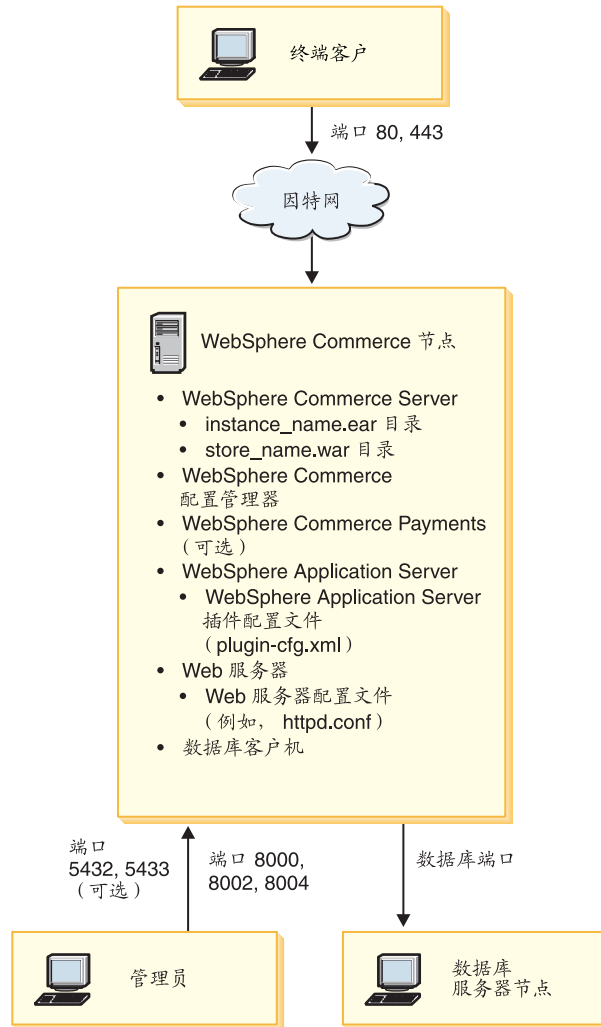 终端客户
端口 80, 443
因特网
WebSphere Commerce 节点
• WebSphere Commerce Server
• instance_name.ear 目录
• store_name.war 目录
• WebSphere Commerce
配置管理器
• WebSphere Commerce Payments
（可选）
• WebSphere Application Server
• WebSphere Application Server
插件配置文件
（plugin-cfg.xml）
• Web 服务器
• Web 服务器配置文件
（例如， httpd.conf）
• 数据库客户机
端口
5432, 5433
（可选）
端口 8000,
8002, 8004
数据库端口
管理员
数据库
服务器节点